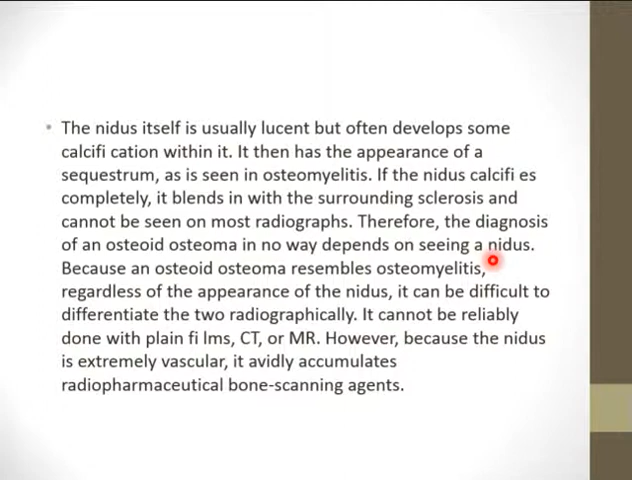 • The nidus itself is usually lucent but often develops some
calcifi cation within it. It then has the appearance of a
sequestrum, as is seen in osteomyelitis. If the nidus calcifi es
completely, it blends in with the surrounding sclerosis and
cannot be seen on most radiographs. Therefore, the diagnosis
of an osteoid osteoma in no way depends on seeing a nidus.
Because an osteoid osteoma resembles osteomyelitis,
regardless of the appearance of the nidus, it can be difficult to
differentiate the two radiographically. It cannot be reliably
done with plain fi lms, CT, or MR. However, because the nidus
is extremely vascular, it avidly accumulates
radiopharmaceutical bone-scanning agents.